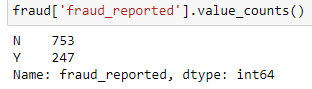 fraud['fraud_reported'].value_counts()
N    753
Y    247
Name: fraud_reported, dtype: int64